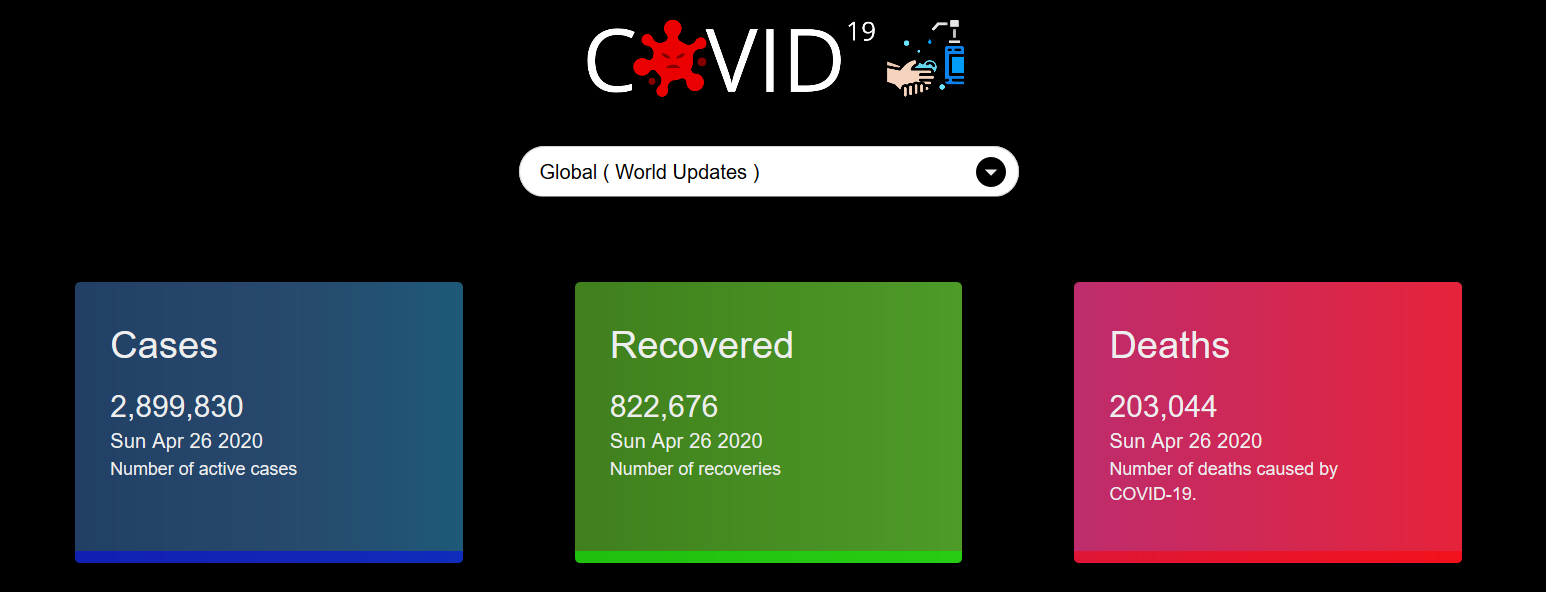 COVID 19
Global ( World Updates )
Cases
2,899,830
Sun Apr 26 2020
Number of active cases
Recovered
822,676
Sun Apr 26 2020
Number of recoveries
Deaths
203,044
Sun Apr 26 2020
Number of deaths caused by
COVID-19.